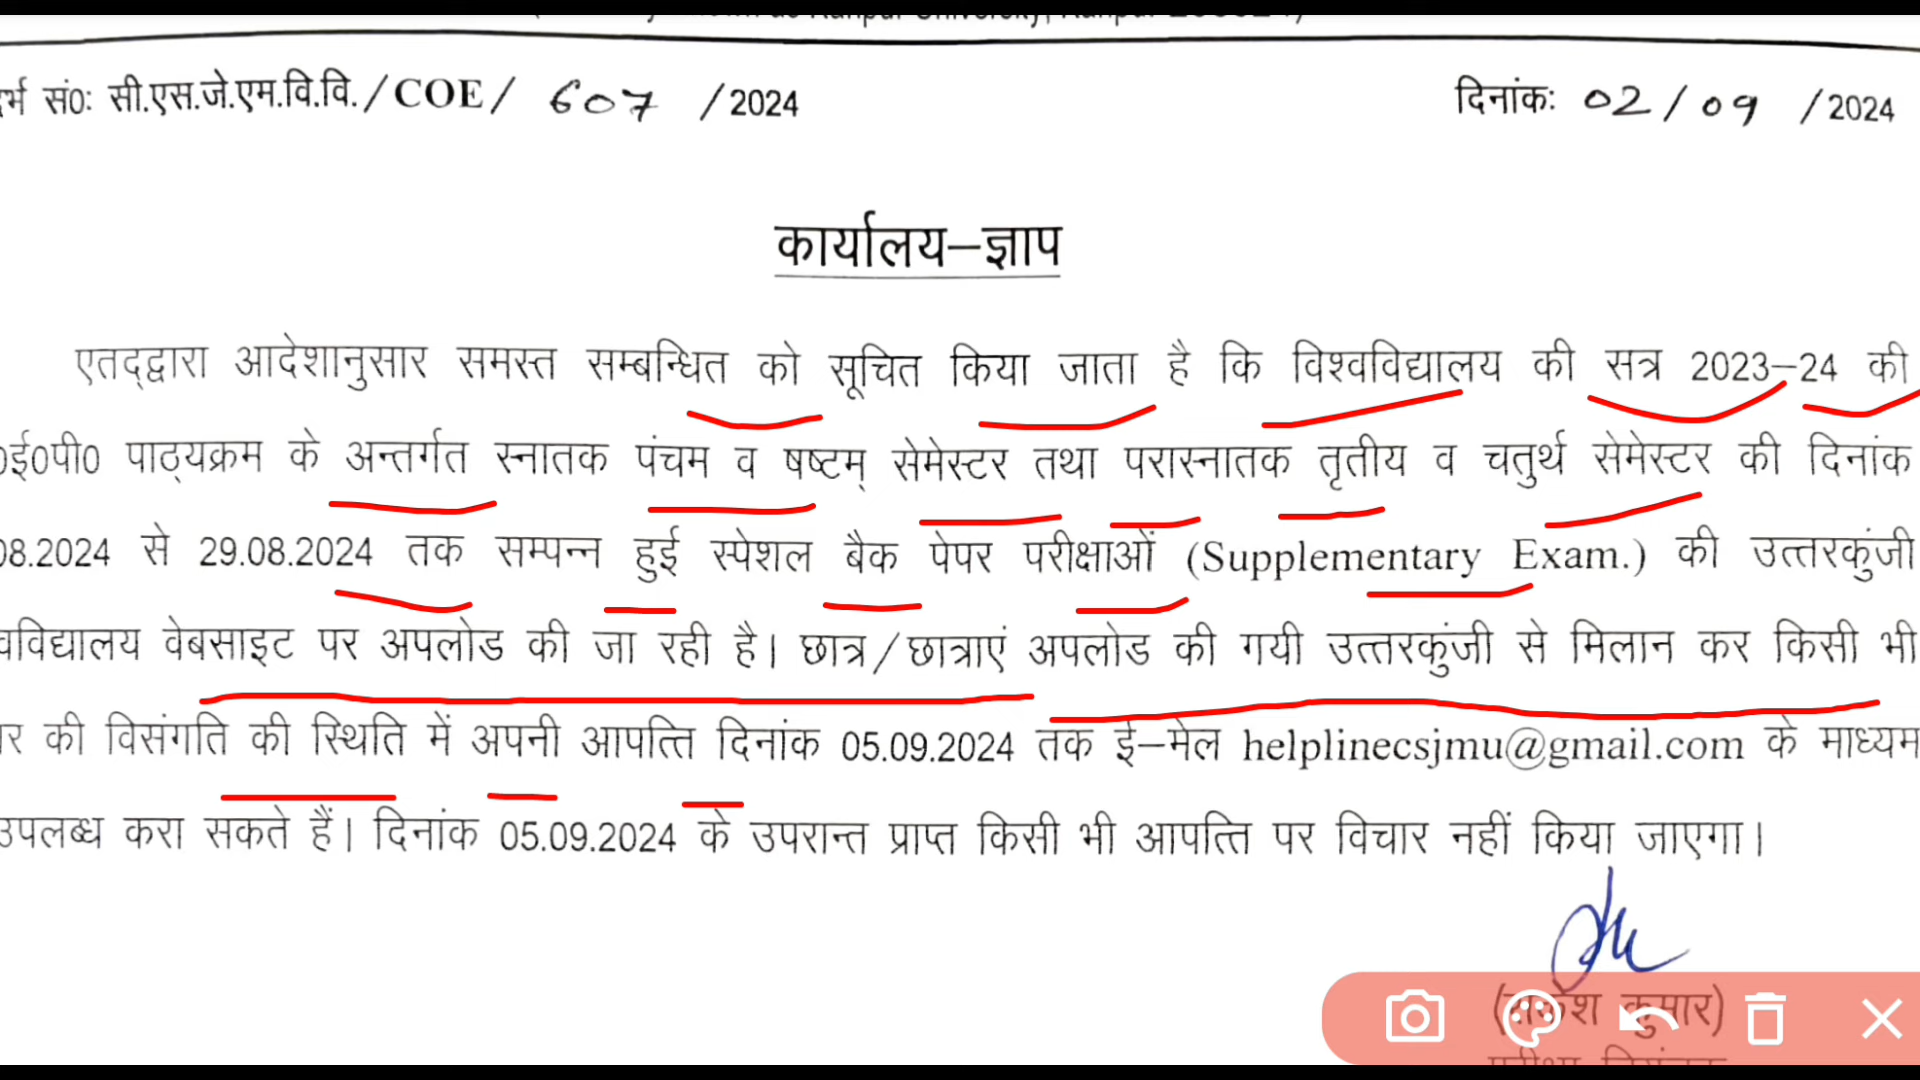 सं0: सी.एस.जे.एम.वि.वि./COE/ 607 /2024
दिनांक: 02/09 /2024
कार्यालय–ज्ञाप
एतद्द्वारा आदेशानुसार समस्त सम्बन्धित को सूचित किया जाता है कि विश्वविद्यालय की सत्र 2023–24 की
0ई0पी0 पाठ्यक्रम के अन्तर्गत स्नातक पंचम व षष्टम् सेमेस्टर तथा परास्नातक तृतीय व चतुर्थ सेमेस्टर की दिनांक
08.2024 से 29.08.2024 तक सम्पन्न हुई स्पेशल बैक पेपर परीक्षाओं (Supplementary Exam.) की उत्तरकुंजी
वविद्यालय वेबसाइट पर अपलोड की जा रही है। छात्र/छात्राएं अपलोड की गयी उत्तरकुंजी से मिलान कर किसी भी
र की विसंगति की स्थिति में अपनी आपत्ति दिनांक 05.09.2024 तक ई–मेल helplinecsjmu@gmail.com के माध्यम
उपलब्ध करा सकते हैं। दिनांक 05.09.2024 के उपरान्त प्राप्त किसी भी आपत्ति पर विचार नहीं किया जाएगा।
(राकेश कुमार)